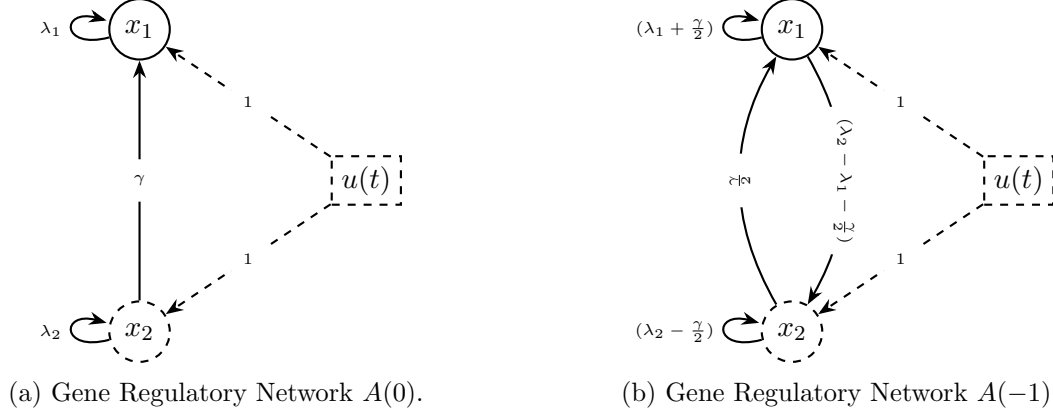 λ₁
x₁
1
γ
u(t)
1
λ₂
x₂
(a) Gene Regulatory Network A(0).
(λ₁ + γ/2)
x₁
1
γ/2
(λ₂ − λ₁ − γ/2)
u(t)
1
(λ₂ − γ/2)
x₂
(b) Gene Regulatory Network A(−1)